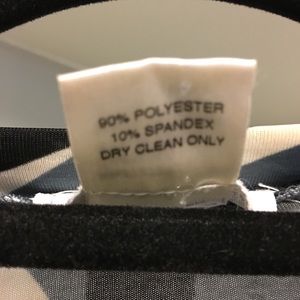 90% POLYESTER
10% SPANDEX
DRY CLEAN ONLY